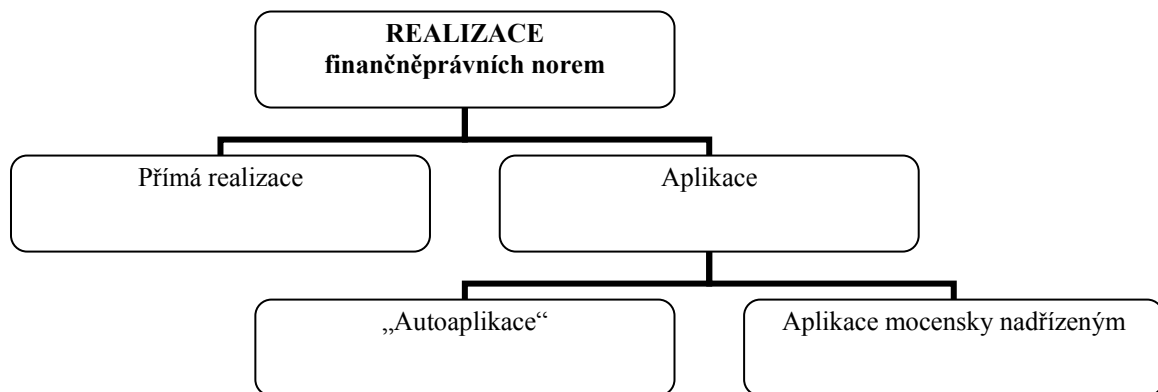 REALIZACE
finančněprávních norem
Přímá realizace
Aplikace
„Autoaplikace“
Aplikace mocensky nadřízeným